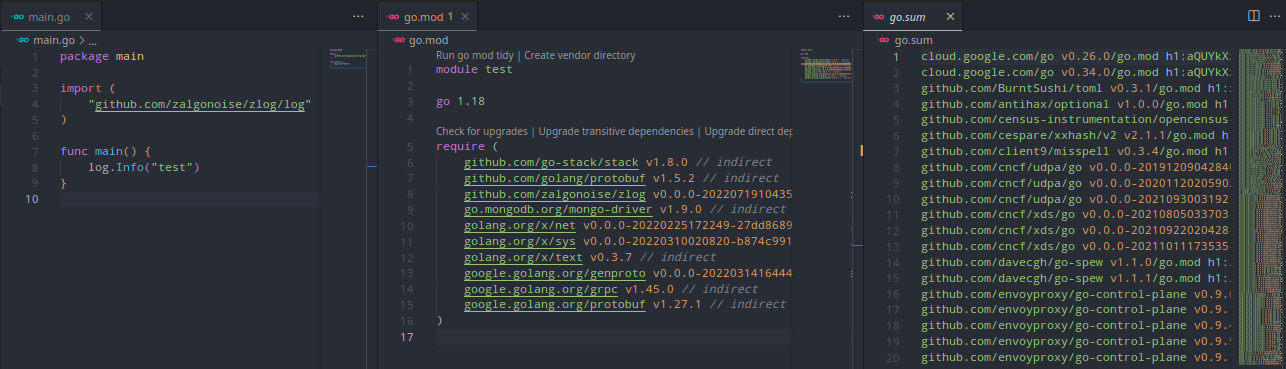 main.go
main.go > ...
1 package main
2
3 import (
4 "github.com/zalgonoise/zlog/log"
5 )
6
7 func main() {
8 log.Info("test")
9 }
10
go.mod 1
go.mod
Run go mod tidy | Create vendor directory
1 module test
2
3 go 1.18
4
Check for upgrades | Upgrade transitive dependencies | Upgrade direct dep
5 require (
6 github.com/go-stack/stack v1.8.0 // indirect
7 github.com/golang/protobuf v1.5.2 // indirect
8 github.com/zalgonoise/zlog v0.0.0-2022071910435
9 go.mongodb.org/mongo-driver v1.9.0 // indirect
10 golang.org/x/net v0.0.0-20220225172249-27dd8689
11 golang.org/x/sys v0.0.0-20220310020820-b874c991
12 golang.org/x/text v0.3.7 // indirect
13 google.golang.org/genproto v0.0.0-2022031416444
14 google.golang.org/grpc v1.45.0 // indirect
15 google.golang.org/protobuf v1.27.1 // indirect
16 )
17
go.sum
go.sum
1 cloud.google.com/go v0.26.0/go.mod h1:aQUYkX
2 cloud.google.com/go v0.34.0/go.mod h1:aQUYkX
3 github.com/BurntSushi/toml v0.3.1/go.mod h1:
4 github.com/antihax/optional v1.0.0/go.mod h1
5 github.com/census-instrumentation/opencensus
6 github.com/cespare/xxhash/v2 v2.1.1/go.mod h
7 github.com/client9/misspell v0.3.4/go.mod h1
8 github.com/cncf/udpa/go v0.0.0-2019120904284
9 github.com/cncf/udpa/go v0.0.0-20201120205902
10 github.com/cncf/udpa/go v0.0.0-2021093003192
11 github.com/cncf/xds/go v0.0.0-20210805033703
12 github.com/cncf/xds/go v0.0.0-20210922020428
13 github.com/cncf/xds/go v0.0.0-20211011173535
14 github.com/davecgh/go-spew v1.1.0/go.mod h1:
15 github.com/davecgh/go-spew v1.1.1/go.mod h1:
16 github.com/envoyproxy/go-control-plane v0.9.
17 github.com/envoyproxy/go-control-plane v0.9.
18 github.com/envoyproxy/go-control-plane v0.9.
19 github.com/envoyproxy/go-control-plane v0.9.
20 github.com/envoyproxy/go-control-plane v0.9.